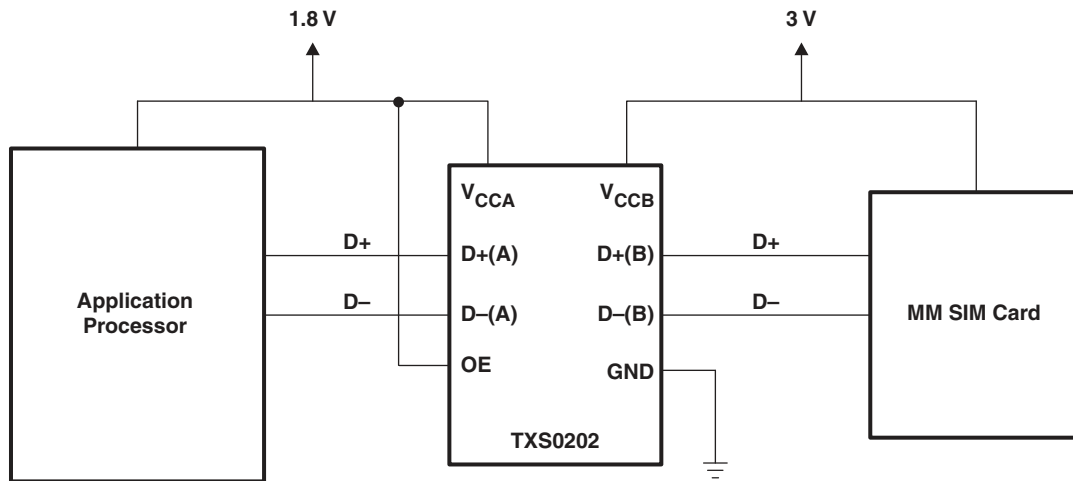 1.8 V
3 V
VCCA
VCCB
D+
D+(A)
D+(B)
D+
Application
Processor
D–
D–(A)
D–(B)
D–
MM SIM Card
OE
GND
TXS0202